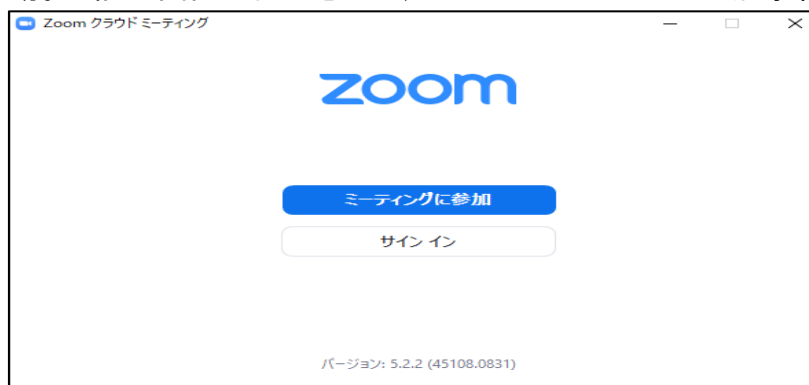 Zoom クラウド ミーティング
zoom
ミーティングに参加
サイン イン
バージョン: 5.2.2 (45108.0831)